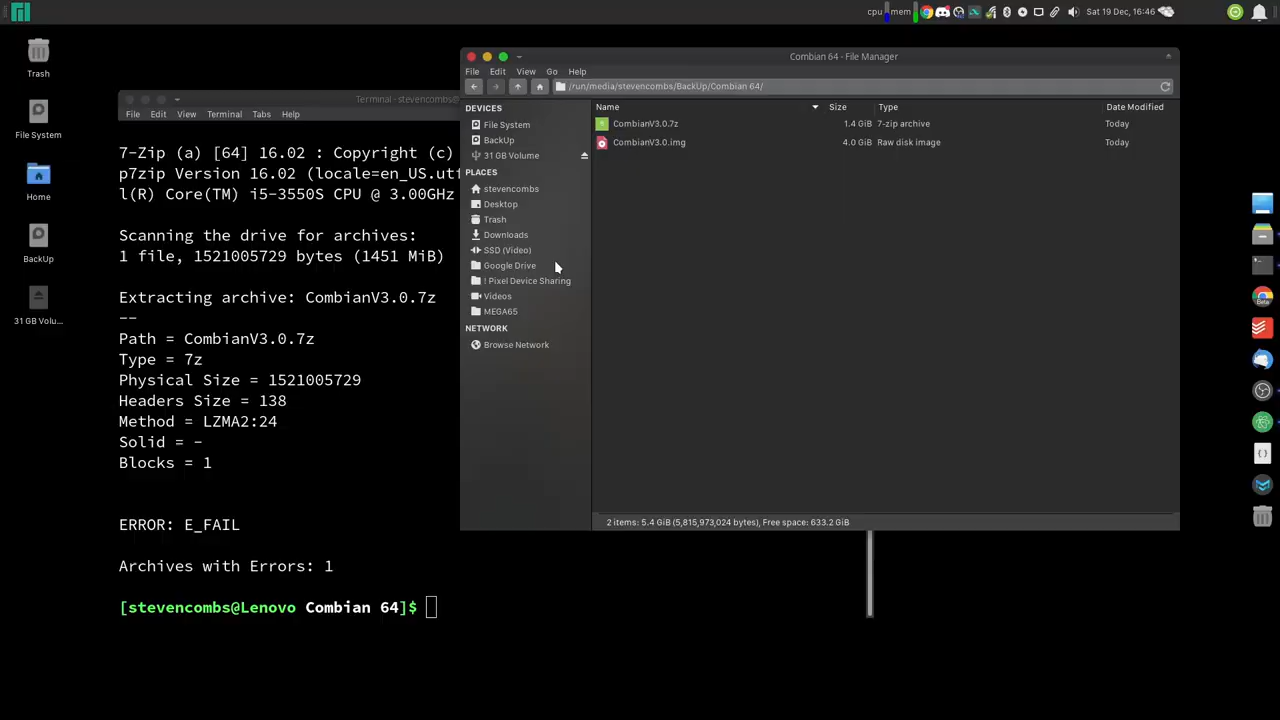 cpu mem Sat 19 Dec, 16:46
Trash
File System
Home
BackUp
31 GB Volu...
Terminal - stevencombs@
File Edit View Terminal Tabs Help
7-Zip (a) [64] 16.02 : Copyright (c)
p7zip Version 16.02 (locale=en_US.utf
l(R) Core(TM) i5-3550S CPU @ 3.00GHz
Scanning the drive for archives:
1 file, 1521005729 bytes (1451 MiB)
Extracting archive: CombianV3.0.7z
--
Path = CombianV3.0.7z
Type = 7z
Physical Size = 1521005729
Headers Size = 138
Method = LZMA2:24
Solid = -
Blocks = 1
ERROR: E_FAIL
Archives with Errors: 1
[stevencombs@Lenovo Combian 64]$
Combian 64 - File Manager
File Edit View Go Help
/run/media/stevencombs/BackUp/Combian 64/
DEVICES
File System
BackUp
31 GB Volume
PLACES
stevencombs
Desktop
Trash
Downloads
SSD (Video)
Google Drive
! Pixel Device Sharing
Videos
MEGA65
NETWORK
Browse Network
Name Size Type Date Modified
CombianV3.0.7z 1.4 GiB 7-zip archive Today
CombianV3.0.img 4.0 GiB Raw disk image Today
2 items: 5.4 GiB (5,815,973,024 bytes), Free space: 633.2 GiB
Beta